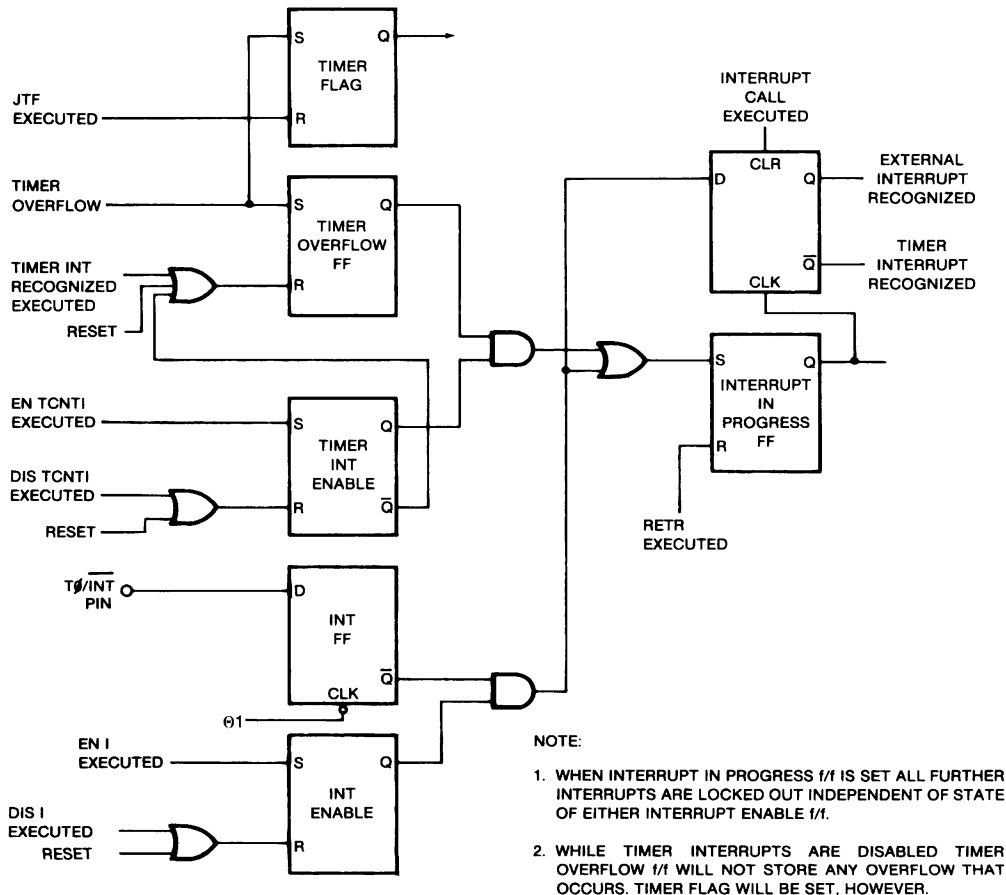 S
Q
TIMER
FLAG
R
JTF
EXECUTED
TIMER
OVERFLOW
S
Q
TIMER
OVERFLOW
FF
R
TIMER INT
RECOGNIZED
EXECUTED
RESET
EN TCNTI
EXECUTED
S
Q
TIMER
INT
ENABLE
R
Q̅
DIS TCNTI
EXECUTED
RESET
TØ/I̅N̅T̅
PIN
D
INT
FF
Q̅
CLK
Θ1
EN I
EXECUTED
S
Q
INT
ENABLE
R
DIS I
EXECUTED
RESET
INTERRUPT
CALL
EXECUTED
CLR
D
Q
EXTERNAL
INTERRUPT
RECOGNIZED
Q̅
TIMER
INTERRUPT
RECOGNIZED
CLK
S
Q
INTERRUPT
IN
PROGRESS
FF
R
RETR
EXECUTED
NOTE:
1. WHEN INTERRUPT IN PROGRESS f/f IS SET ALL FURTHER
INTERRUPTS ARE LOCKED OUT INDEPENDENT OF STATE
OF EITHER INTERRUPT ENABLE f/f.
2. WHILE TIMER INTERRUPTS ARE DISABLED TIMER
OVERFLOW f/f WILL NOT STORE ANY OVERFLOW THAT
OCCURS. TIMER FLAG WILL BE SET, HOWEVER.